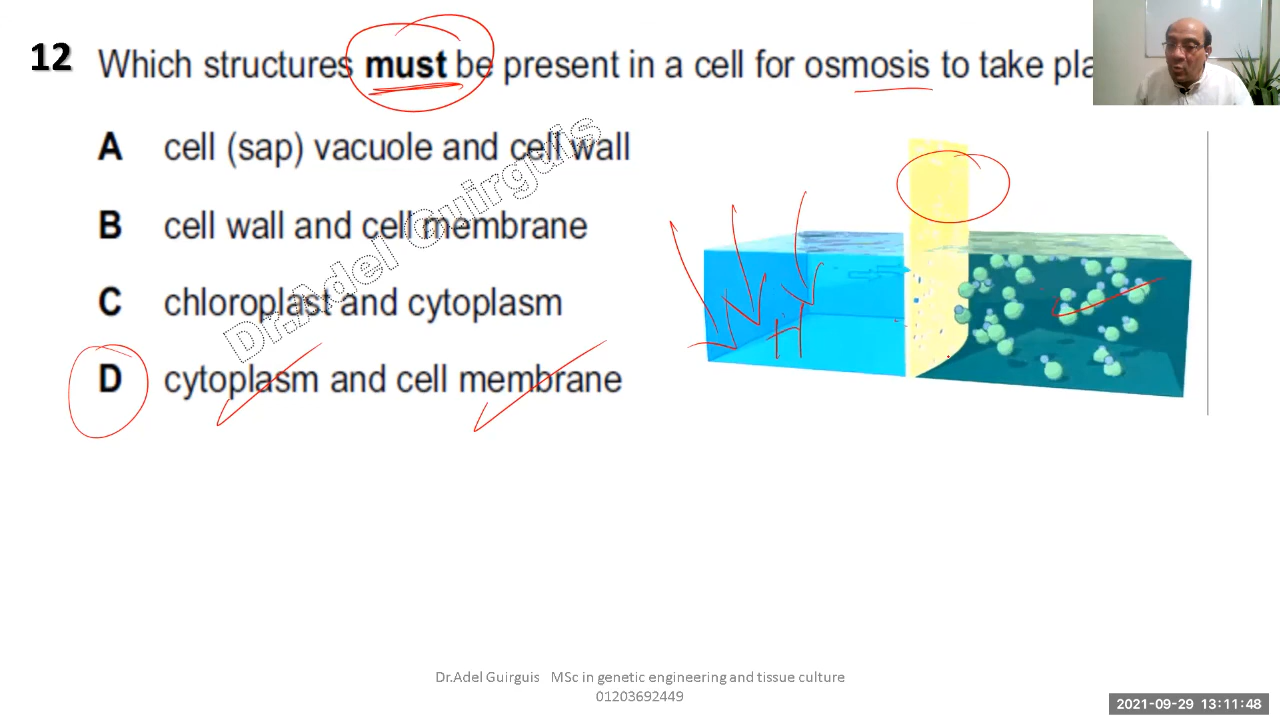 12 Which structures must be present in a cell for osmosis to take pla
A cell (sap) vacuole and cell wall
B cell wall and cell membrane
C chloroplast and cytoplasm
D cytoplasm and cell membrane
Dr.Adel Guirguis
Dr.Adel Guirguis MSc in genetic engineering and tissue culture
01203692449
2021-09-29 13:11:48